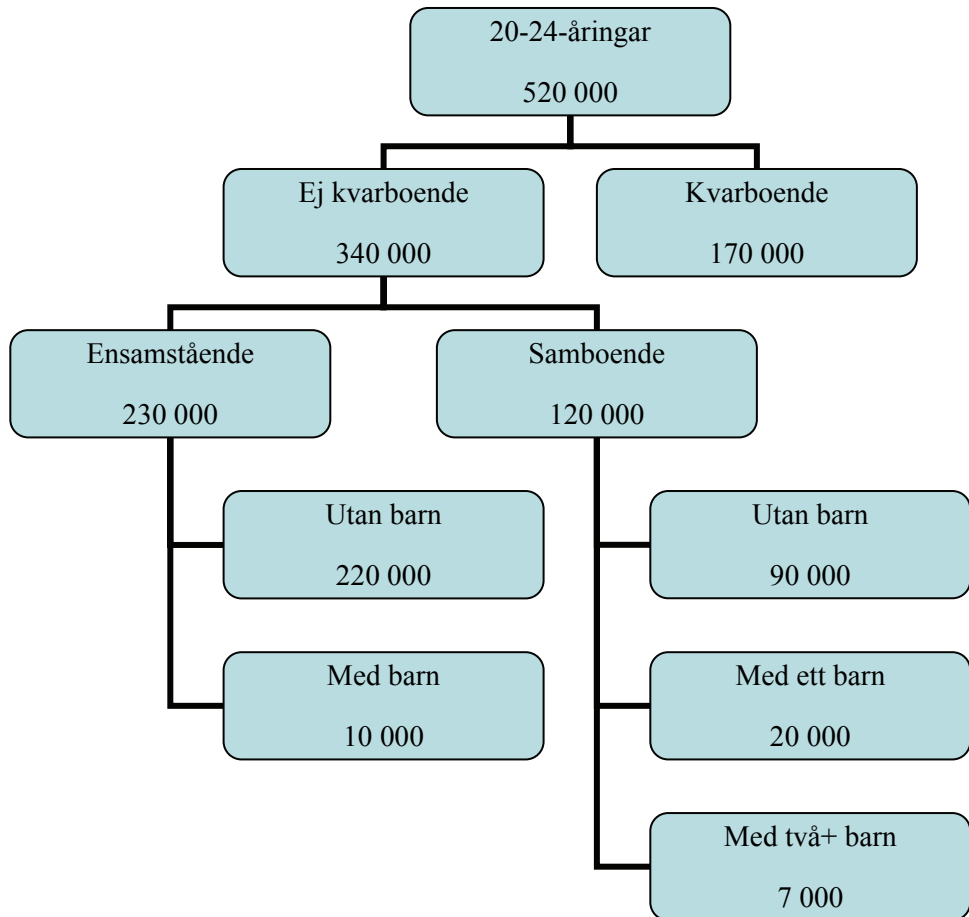 20-24-åringar
520 000
Ej kvarboende
340 000
Kvarboende
170 000
Ensamstående
230 000
Samboende
120 000
Utan barn
220 000
Utan barn
90 000
Med barn
10 000
Med ett barn
20 000
Med två+ barn
7 000